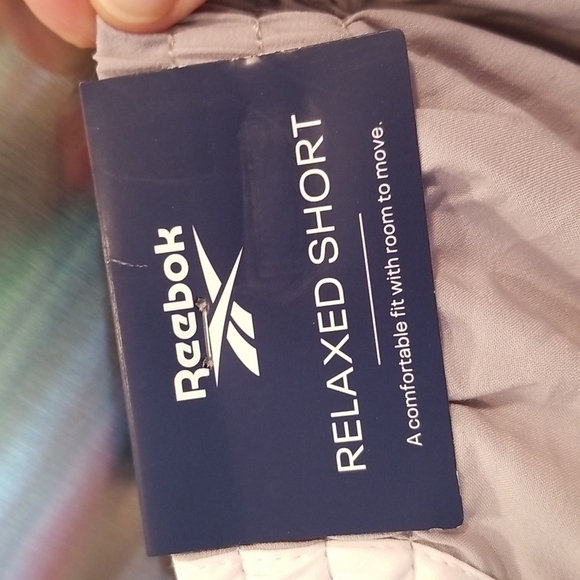 Reebok
RELAXED SHORT
A comfortable fit with room to move.